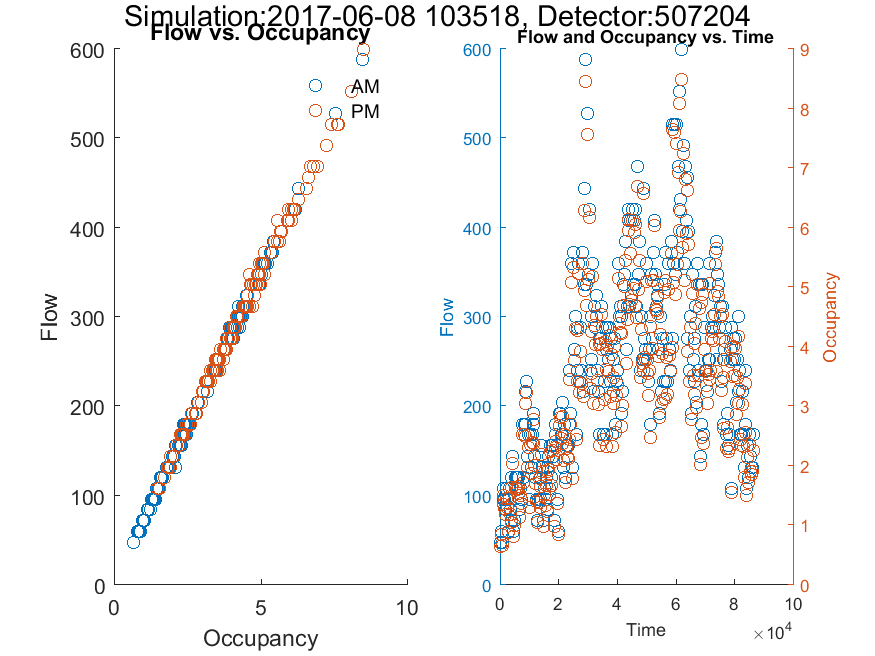 Simulation:2017-06-08 103518, Detector:507204
Flow vs. Occupancy
Flow and Occupancy vs. Time
AM
PM
600
500
400
300
200
100
0
Flow
0 5 10
Occupancy
600
500
400
300
200
100
0
Flow
9
8
7
6
5
4
3
2
1
0
Occupancy
0 2 4 6 8 10
×10^4
Time